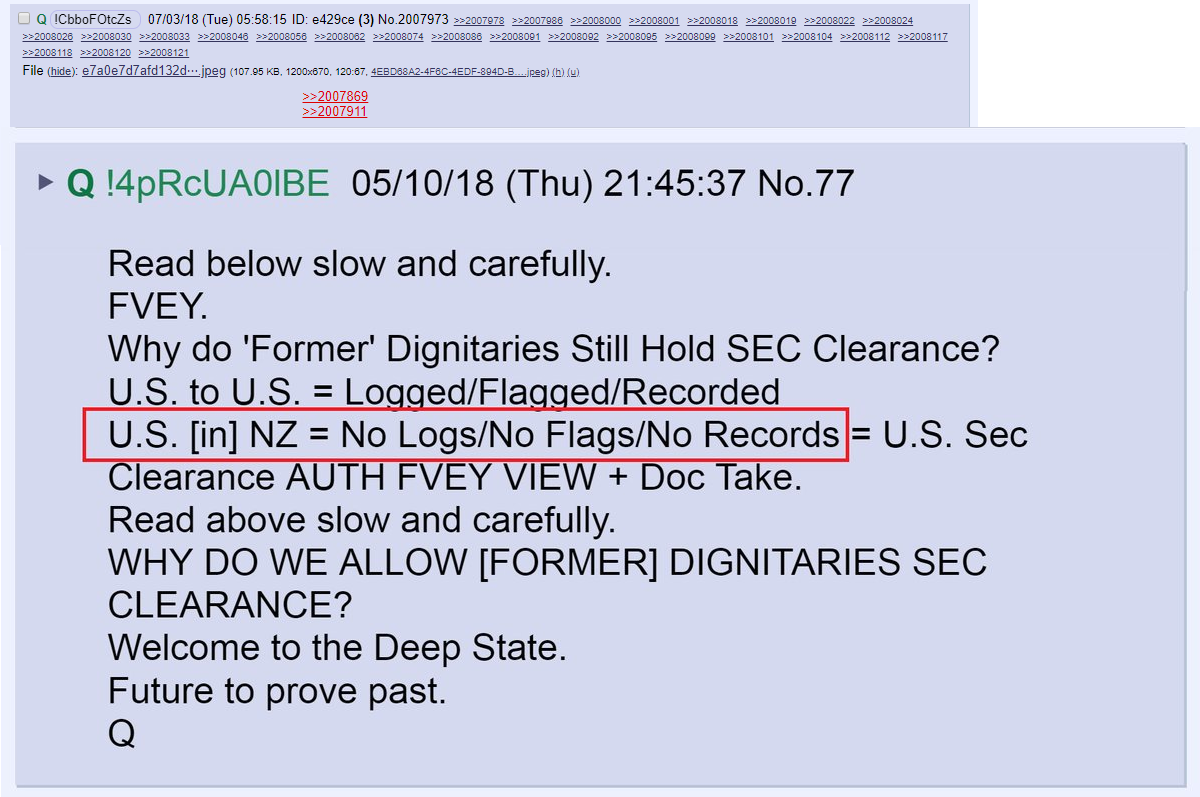 Q !CbboFOtcZs 07/03/18 (Tue) 05:58:15 ID: e429ce (3) No.2007973 >>2007978 >>2007986 >>2008000 >>2008001 >>2008018 >>2008019 >>2008022 >>2008024
>>2008026 >>2008030 >>2008033 >>2008046 >>2008056 >>2008062 >>2008074 >>2008086 >>2008091 >>2008092 >>2008095 >>2008099 >>2008101 >>2008104 >>2008112 >>2008117
>>2008118 >>2008120 >>2008121
File (hide): e7a0e7d7afd132d⋯.jpeg (107.95 KB, 1200x670, 120:67, 4EBD68A2-4F6C-4EDF-894D-B….jpeg) (h) (u)
>>2007869
>>2007911
Q !4pRcUA0lBE 05/10/18 (Thu) 21:45:37 No.77
Read below slow and carefully.
FVEY.
Why do 'Former' Dignitaries Still Hold SEC Clearance?
U.S. to U.S. = Logged/Flagged/Recorded
U.S. [in] NZ = No Logs/No Flags/No Records = U.S. Sec
Clearance AUTH FVEY VIEW + Doc Take.
Read above slow and carefully.
WHY DO WE ALLOW [FORMER] DIGNITARIES SEC
CLEARANCE?
Welcome to the Deep State.
Future to prove past.
Q